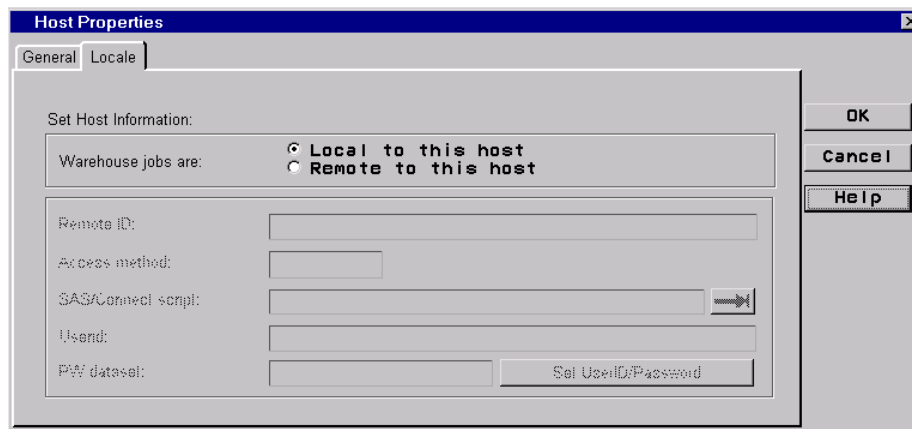 Host Properties
General Locale
Set Host Information:
Warehouse jobs are:
Local to this host
Remote to this host
Remote ID:
Access method:
SAS/Connect script:
Userid:
PW dataset:
Set UserID/Password
OK
Cancel
Help